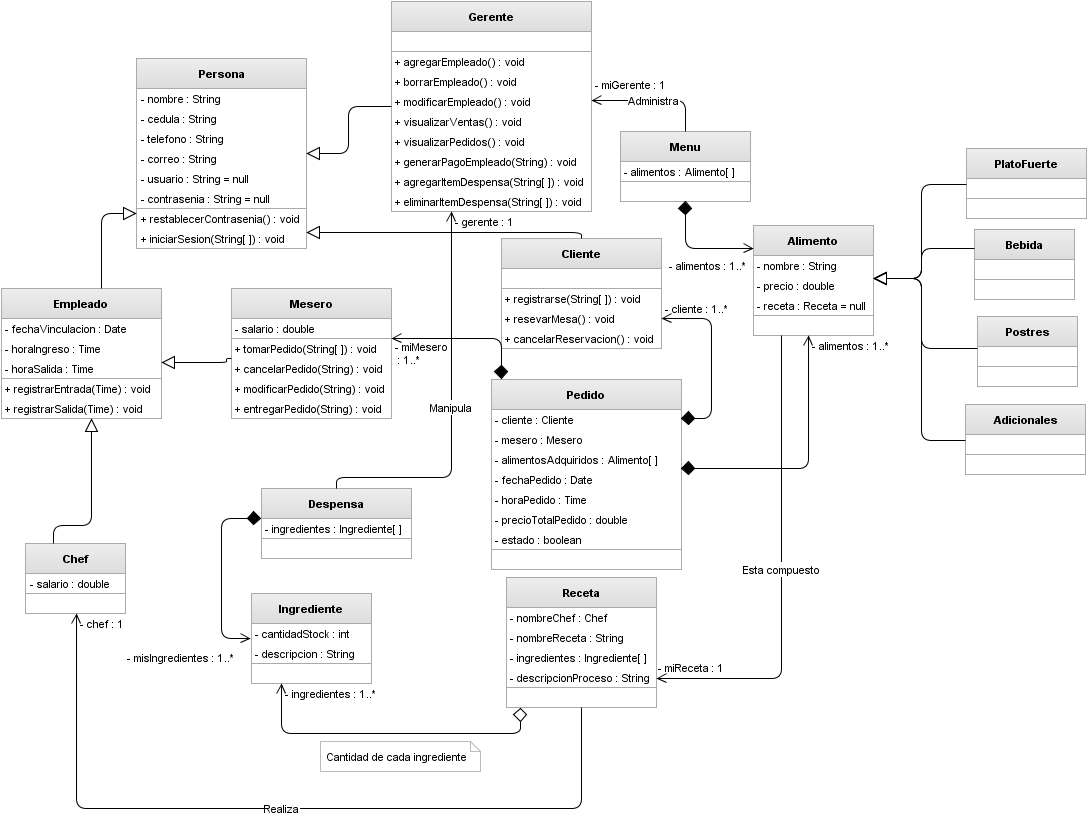 Gerente
+ agregarEmpleado() : void
+ borrarEmpleado() : void
+ modificarEmpleado() : void
+ visualizarVentas() : void
+ visualizarPedidos() : void
+ generarPagoEmpleado(String) : void
+ agregarItemDespensa(String[ ]) : void
+ eliminarItemDespensa(String[ ]) : void
Persona
- nombre : String
- cedula : String
- telefono : String
- correo : String
- usuario : String = null
- contrasenia : String = null
+ restablecerContrasenia() : void
+ iniciarSesion(String[ ]) : void
- miGerente : 1
Administra
Menu
- alimentos : Alimento[ ]
PlatoFuerte
- gerente : 1
Cliente
+ registrarse(String[ ]) : void
+ resevarMesa() : void
+ cancelarReservacion() : void
- alimentos : 1..*
Alimento
- nombre : String
- precio : double
- receta : Receta = null
Bebida
Empleado
- fechaVinculacion : Date
- horaIngreso : Time
- horaSalida : Time
+ registrarEntrada(Time) : void
+ registrarSalida(Time) : void
Mesero
- salario : double
+ tomarPedido(String[ ]) : void
+ cancelarPedido(String) : void
+ modificarPedido(String) : void
+ entregarPedido(String) : void
- miMesero
: 1..*
- cliente : 1..*
- alimentos : 1..*
Postres
Manipula
Pedido
- cliente : Cliente
- mesero : Mesero
- alimentosAdquiridos : Alimento[ ]
- fechaPedido : Date
- horaPedido : Time
- precioTotalPedido : double
- estado : boolean
Adicionales
Despensa
- ingredientes : Ingrediente[ ]
Chef
- salario : double
- chef : 1
Ingrediente
- cantidadStock : int
- descripcion : String
- misIngredientes : 1..*
- ingredientes : 1..*
Esta compuesto
Receta
- nombreChef : Chef
- nombreReceta : String
- ingredientes : Ingrediente[ ]
- descripcionProceso : String
- miReceta : 1
Cantidad de cada ingrediente
Realiza